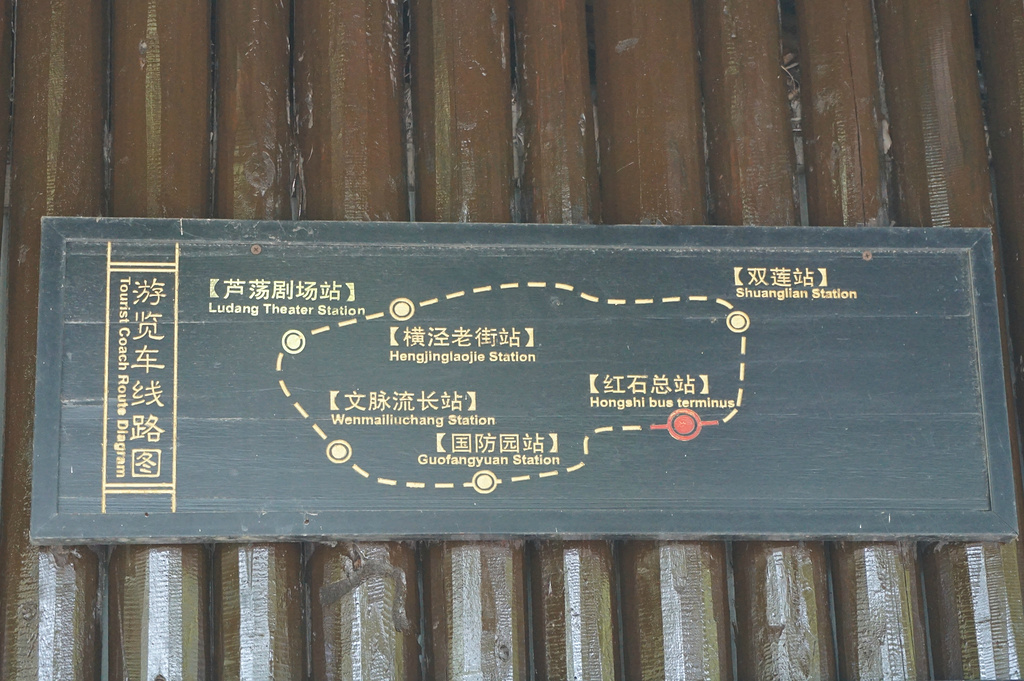 游览车线路图
Tourist Coach Route Diagram
【芦荡剧场站】
Ludang Theater Station
【横泾老街站】
Hengjinglaojie Station
【双莲站】
Shuanglian Station
【文脉流长站】
Wenmailiuchang Station
【国防园站】
Guofangyuan Station
【红石总站】
Hongshi bus terminus